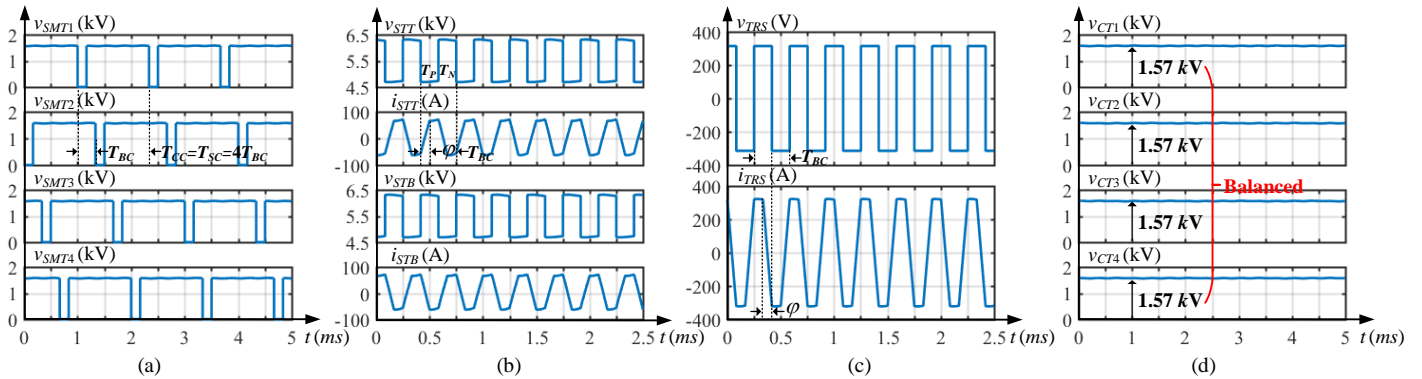 v_SMT1 (kV)
2
1
0
v_SMT2 (kV)
2
1
0
T_BC
T_CC=T_SC=4T_BC
v_SMT3 (kV)
2
1
0
v_SMT4 (kV)
2
1
0
0 1 2 3 4 5 t (ms)
(a)
v_STT (kV)
6.5
5.5
4.5
T_P T_N
i_STT (A)
100
0
-100
φ T_BC
v_STB (kV)
6.5
5.5
4.5
i_STB (A)
100
0
-100
0 0.5 1 1.5 2 2.5 t (ms)
(b)
v_TRS (V)
400
200
0
-200
-400
T_BC
i_TRS (A)
400
200
0
-200
-400
φ
0 0.5 1 1.5 2 2.5 t (ms)
(c)
v_CT1 (kV)
2
1
0
1.57 kV
v_CT2 (kV)
2
1
0
1.57 kV
v_CT3 (kV)
2
1
0
1.57 kV
Balanced
v_CT4 (kV)
2
1
0
1.57 kV
0 1 2 3 4 5 t (ms)
(d)